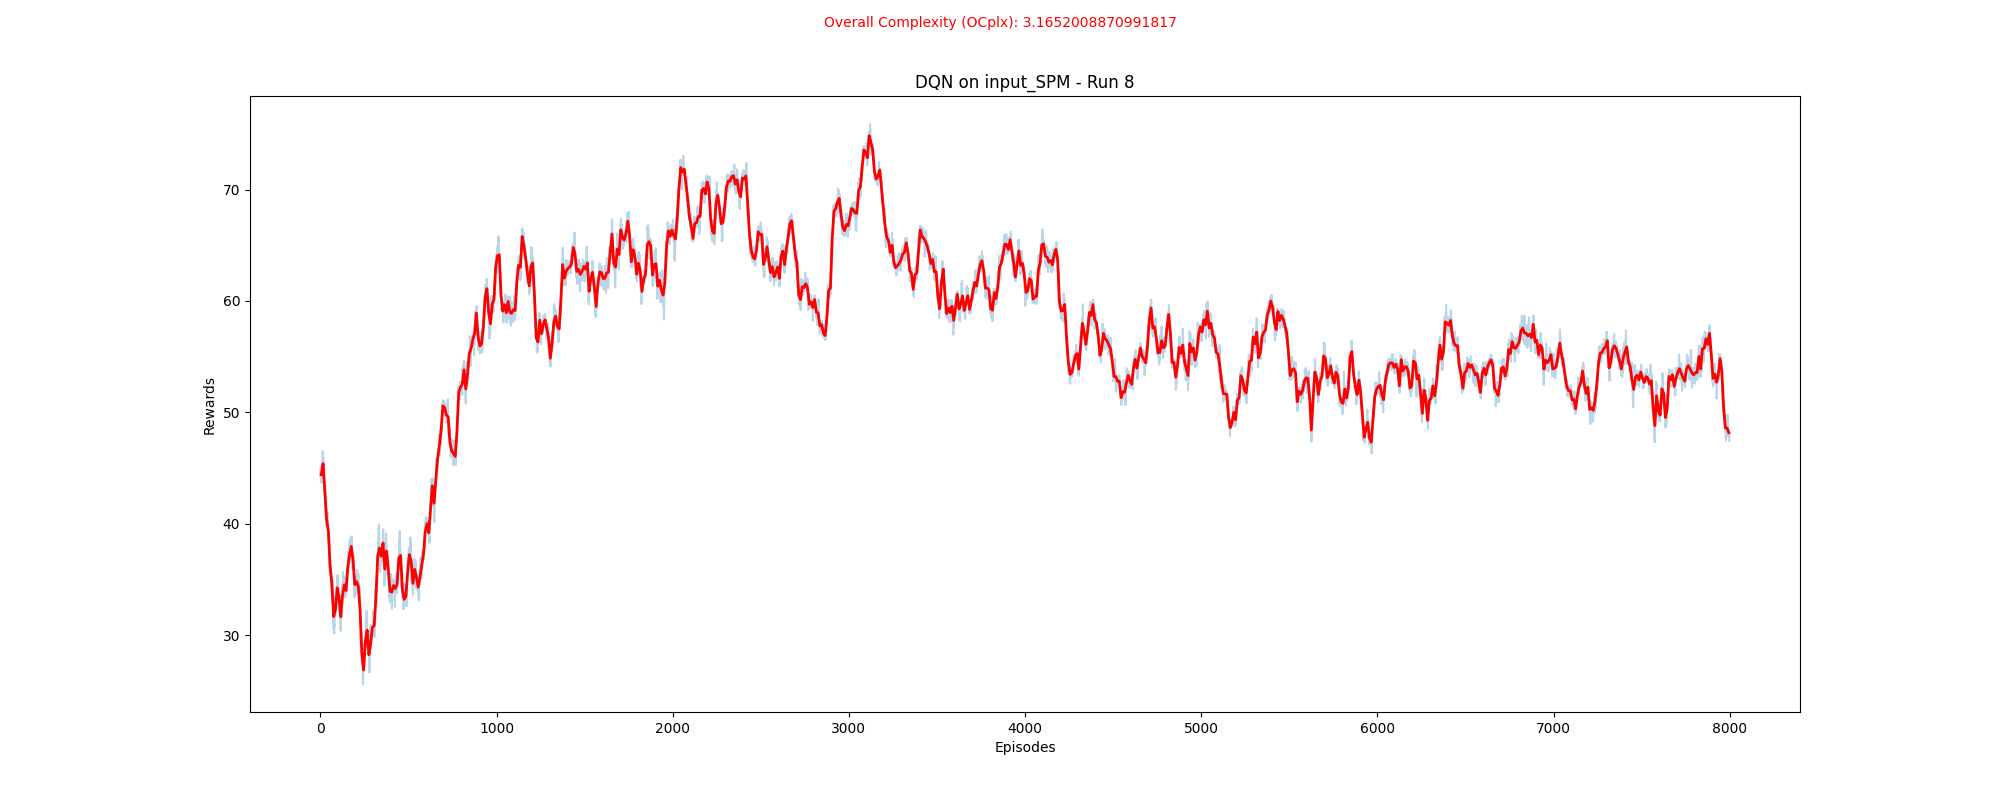 Overall Complexity (OCplx): 3.1652008870991817
DQN on input_SPM - Run 8
Rewards
70
60
50
40
30
0 1000 2000 3000 4000 5000 6000 7000 8000
Episodes